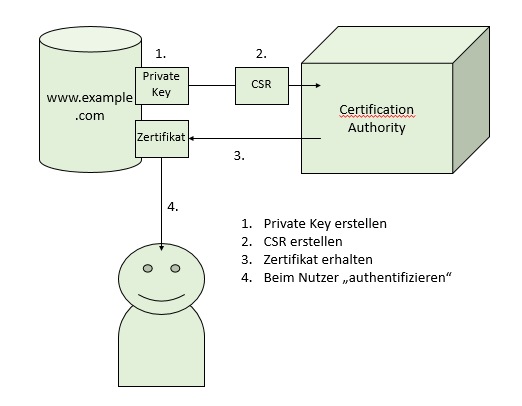 1.
2.
Private
Key
CSR
www.example
.com
Certification
Authority
Zertifikat
3.
4.
1. Private Key erstellen
2. CSR erstellen
3. Zertifikat erhalten
4. Beim Nutzer „authentifizieren“